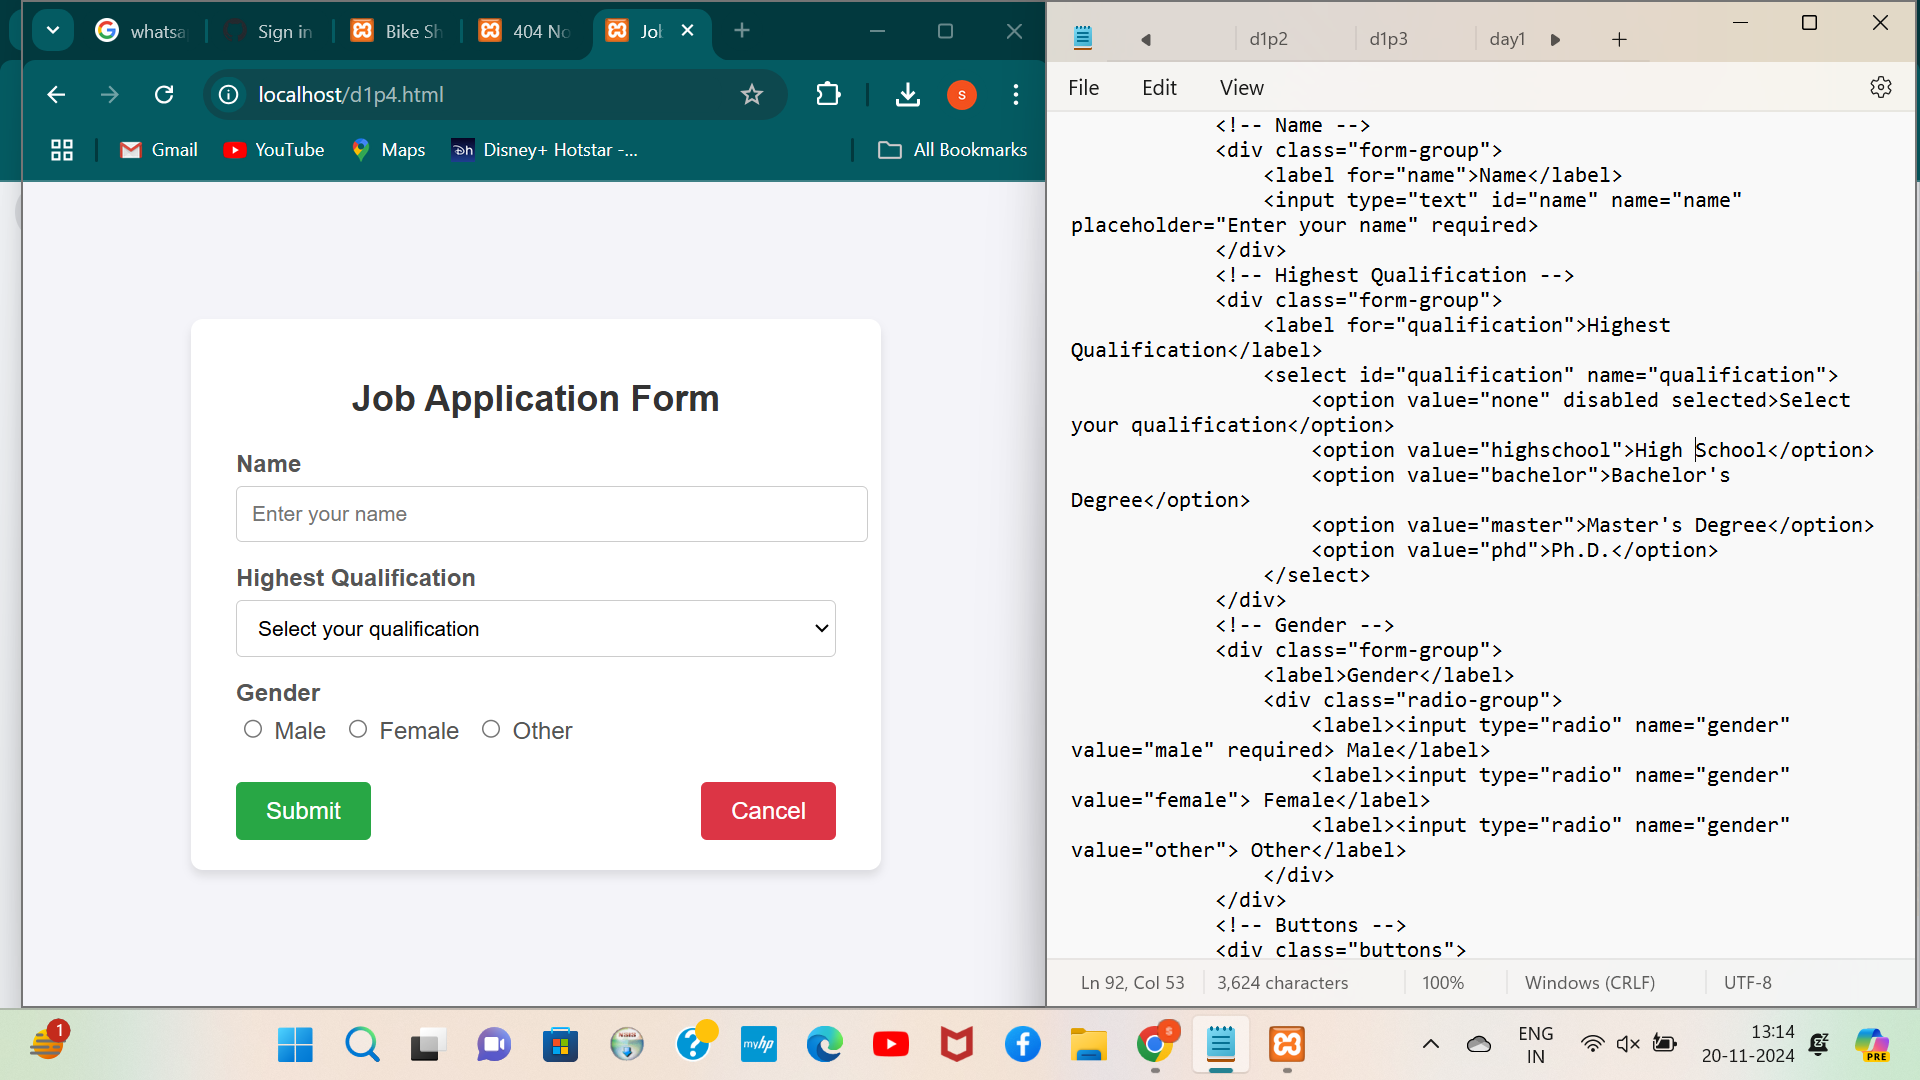 whatsa
Sign in
Bike Sh
404 No
Job
localhost/d1p4.html
s
Gmail
YouTube
Maps
Disney+ Hotstar -...
All Bookmarks
Job Application Form
Name
Enter your name
Highest Qualification
Select your qualification
Gender
Male
Female
Other
Submit
Cancel
d1p2
d1p3
day1
File
Edit
View
<!-- Name -->
<div class="form-group">
<label for="name">Name</label>
<input type="text" id="name" name="name"
placeholder="Enter your name" required>
</div>
<!-- Highest Qualification -->
<div class="form-group">
<label for="qualification">Highest
Qualification</label>
<select id="qualification" name="qualification">
<option value="none" disabled selected>Select
your qualification</option>
<option value="highschool">High School</option>
<option value="bachelor">Bachelor's
Degree</option>
<option value="master">Master's Degree</option>
<option value="phd">Ph.D.</option>
</select>
</div>
<!-- Gender -->
<div class="form-group">
<label>Gender</label>
<div class="radio-group">
<label><input type="radio" name="gender"
value="male" required> Male</label>
<label><input type="radio" name="gender"
value="female"> Female</label>
<label><input type="radio" name="gender"
value="other"> Other</label>
</div>
</div>
<!-- Buttons -->
<div class="buttons">
Ln 92, Col 53
3,624 characters
100%
Windows (CRLF)
UTF-8
1
myhp
s
ENG
IN
13:14
20-11-2024
PRE